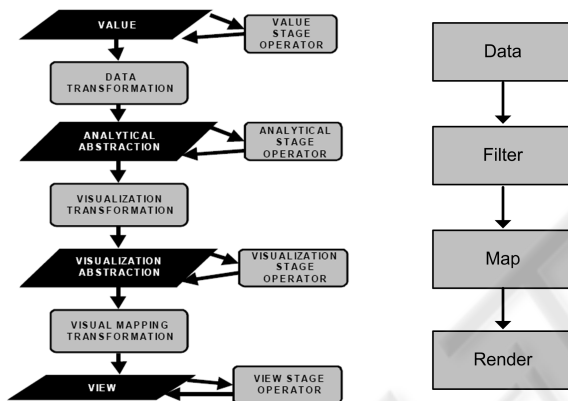 VALUE
VALUE
STAGE
OPERATOR
DATA
TRANSFORMATION
ANALYTICAL
ABSTRACTION
ANALYTICAL
STAGE
OPERATOR
VISUALIZATION
TRANSFORMATION
VISUALIZATION
ABSTRACTION
VISUALIZATION
STAGE
OPERATOR
VISUAL MAPPING
TRANSFORMATION
VIEW
VIEW STAGE
OPERATOR
Data
Filter
Map
Render